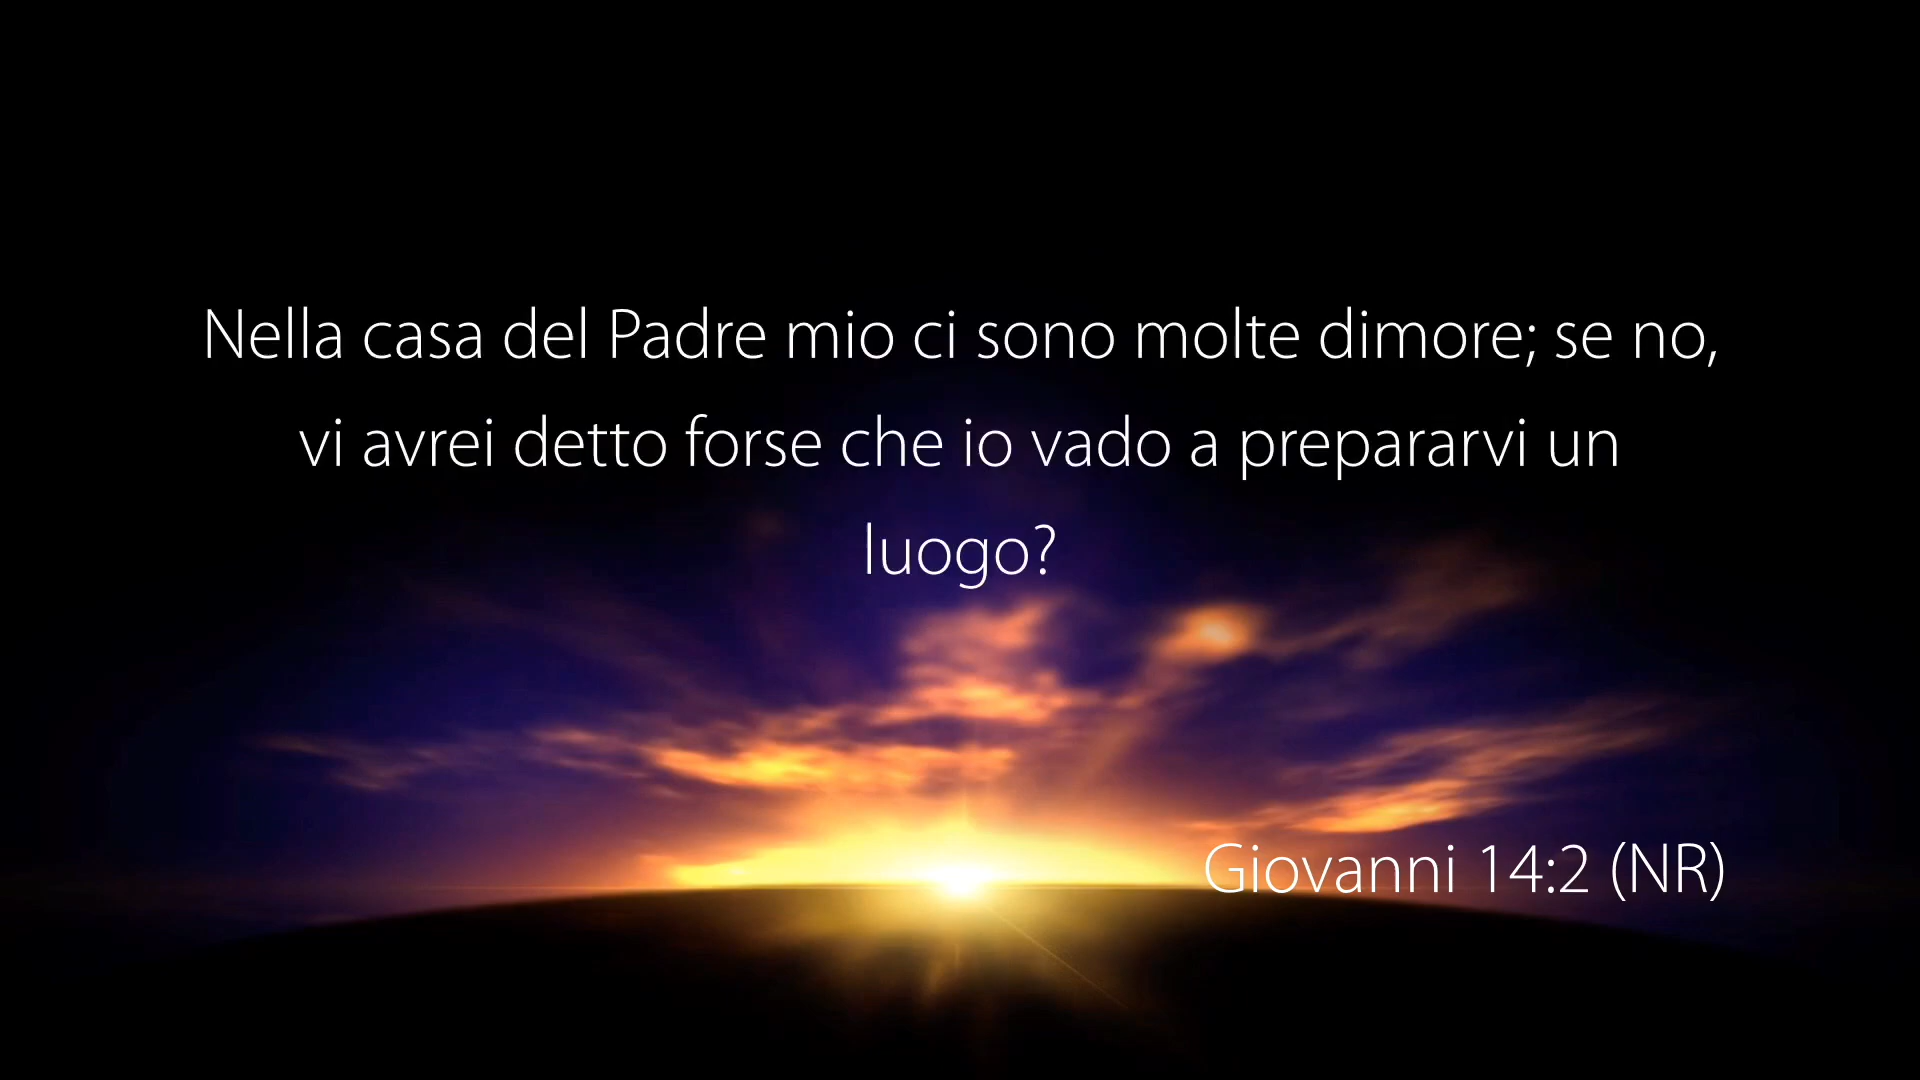 Nella casa del Padre mio ci sono molte dimore; se no,
vi avrei detto forse che io vado a prepararvi un
luogo?
Giovanni 14:2 (NR)